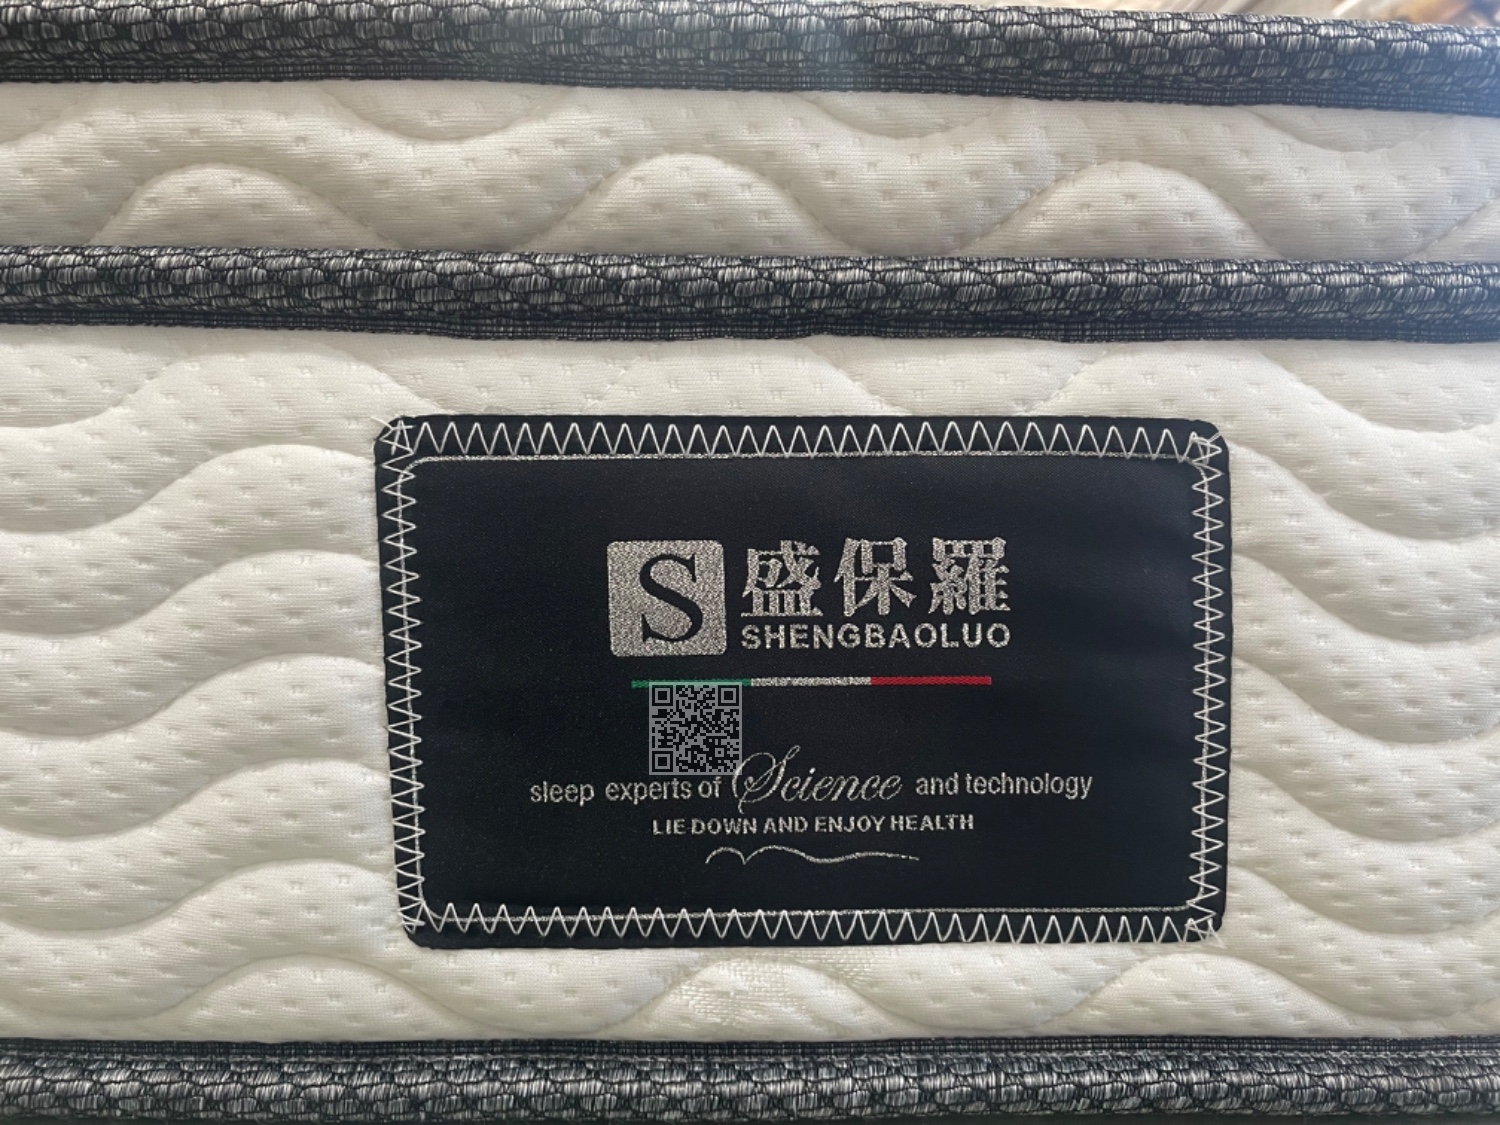 S 盛保羅
SHENGBAOLUO
sleep experts of Science and technology
LIE DOWN AND ENJOY HEALTH